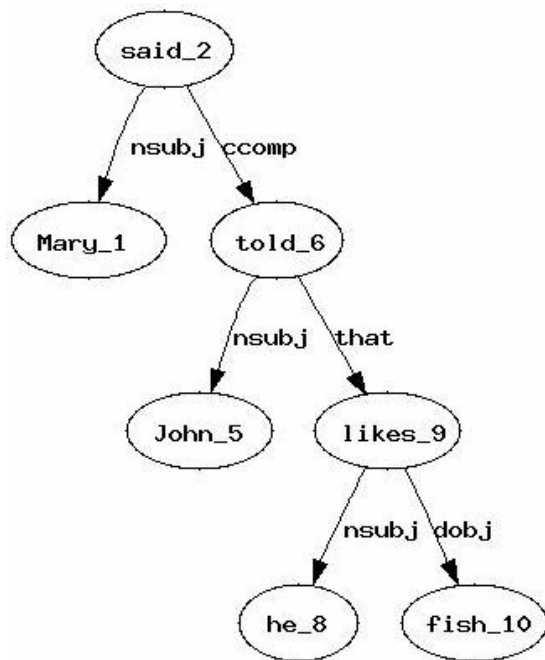 said_2
nsubj ccomp
Mary_1 told_6
nsubj that
John_5 likes_9
nsubj dobj
he_8 fish_10